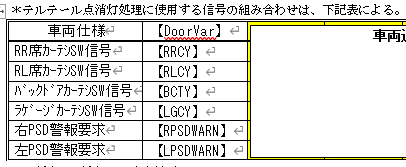 ＊テルテール点消灯処理に使用する信号の組み合わせは、下記表による。
車両仕様 【DoorVar】 車両
RR席ｶｰﾃｼSW信号 【RRCY】
RL席ｶｰﾃｼSW信号 【RLCY】
ﾊﾞｯｸﾄﾞｱｶｰﾃｼSW信号 【BCTY】
ﾗｹﾞｰｼﾞｶｰﾃｼSW信号 【LGCY】
右PSD警報要求 【RPSDWARN】
左PSD警報要求 【LPSDWARN】